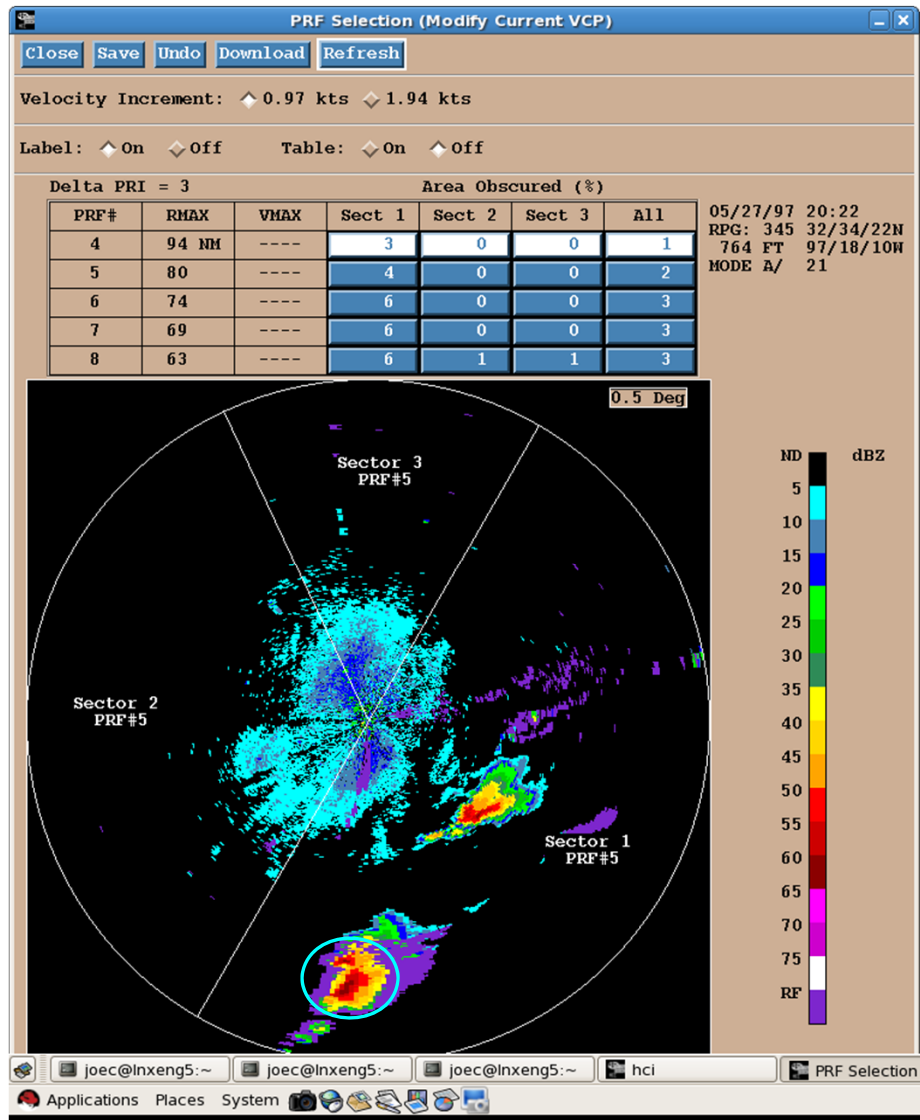 PRF Selection (Modify Current VCP)
Close Save Undo Download Refresh
Velocity Increment: 0.97 kts 1.94 kts
Label: On Off Table: On Off
Delta PRI = 3 Area Obscured (%)
PRF# RMAX VMAX Sect 1 Sect 2 Sect 3 All
4 94 NM ---- 3 0 0 1
5 80 ---- 4 0 0 2
6 74 ---- 6 0 0 3
7 69 ---- 6 0 0 3
8 63 ---- 6 1 1 3
05/27/97 20:22
RPG: 345 32/34/22N
764 FT 97/18/10W
MODE A/ 21
0.5 Deg
Sector 3
PRF#5
Sector 2
PRF#5
Sector 1
PRF#5
ND dBZ
5
10
15
20
25
30
35
40
45
50
55
60
65
70
75
RF
joec@lnxeng5:~ joec@lnxeng5:~ joec@lnxeng5:~ hci PRF Selection
Applications Places System